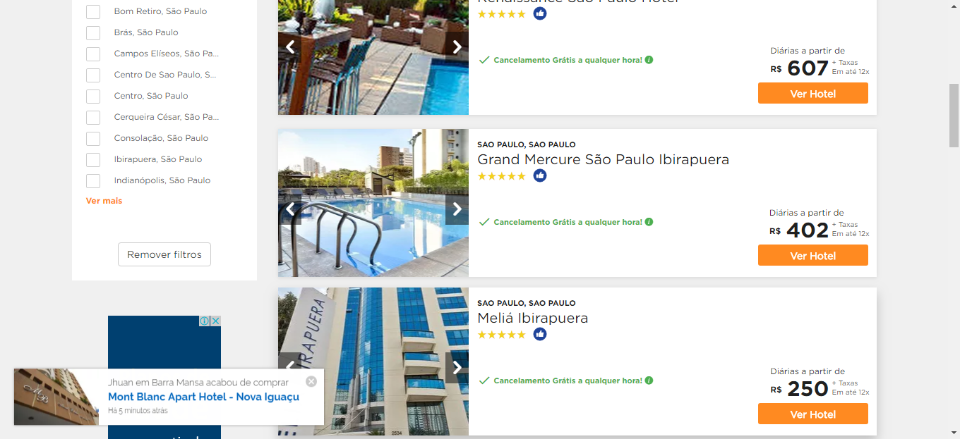 Bom Retiro, São Paulo
Brás, São Paulo
Campos Elíseos, São Pa...
Centro De Sao Paulo, S...
Centro, São Paulo
Cerqueira César, São Pa...
Consolação, São Paulo
Ibirapuera, São Paulo
Indianópolis, São Paulo
Ver mais
Remover filtros
Renaissance São Paulo Hotel
Cancelamento Grátis a qualquer hora!
Diárias a partir de
R$ 607 + Taxas
Em até 12x
Ver Hotel
SAO PAULO, SAO PAULO
Grand Mercure São Paulo Ibirapuera
Cancelamento Grátis a qualquer hora!
Diárias a partir de
R$ 402 + Taxas
Em até 12x
Ver Hotel
SAO PAULO, SAO PAULO
Meliá Ibirapuera
Cancelamento Grátis a qualquer hora!
Diárias a partir de
R$ 250 + Taxas
Em até 12x
Ver Hotel
Jhuan em Barra Mansa acabou de comprar
Mont Blanc Apart Hotel - Nova Iguaçu
Há 5 minutos atrás